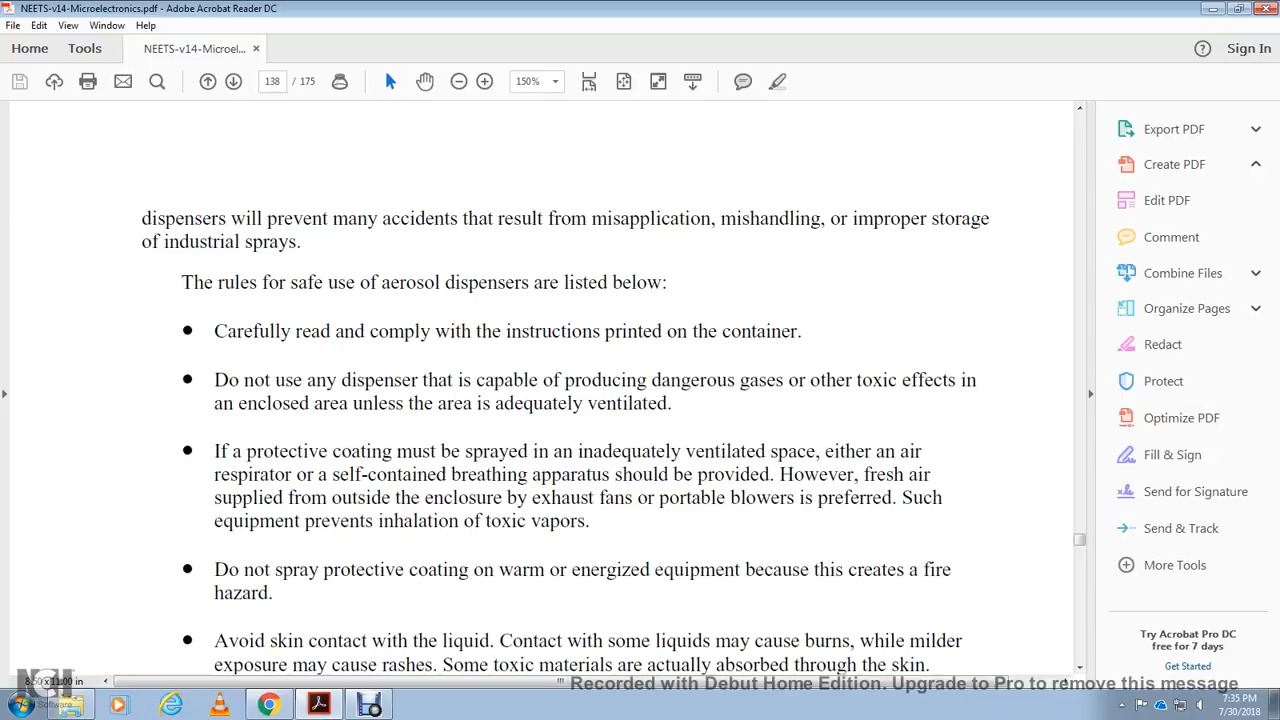 NEETS-v14-Microelectronics.pdf - Adobe Acrobat Reader DC
File Edit View Window Help
Home Tools NEETS-v14-Microel... × ? Sign In
138 / 175 150%
Export PDF
Create PDF
Edit PDF
Comment
Combine Files
Organize Pages
Redact
Protect
Optimize PDF
Fill & Sign
Send for Signature
Send & Track
More Tools
Try Acrobat Pro DC
free for 7 days
Get Started
dispensers will prevent many accidents that result from misapplication, mishandling, or improper storage
of industrial sprays.
The rules for safe use of aerosol dispensers are listed below:
● Carefully read and comply with the instructions printed on the container.
● Do not use any dispenser that is capable of producing dangerous gases or other toxic effects in
an enclosed area unless the area is adequately ventilated.
● If a protective coating must be sprayed in an inadequately ventilated space, either an air
respirator or a self-contained breathing apparatus should be provided. However, fresh air
supplied from outside the enclosure by exhaust fans or portable blowers is preferred. Such
equipment prevents inhalation of toxic vapors.
● Do not spray protective coating on warm or energized equipment because this creates a fire
hazard.
● Avoid skin contact with the liquid. Contact with some liquids may cause burns, while milder
exposure may cause rashes. Some toxic materials are actually absorbed through the skin.
8.50 x 11.00 in
NCH Software
Recorded with Debut Home Edition. Upgrade to Pro to remove this message
7:35 PM
7/30/2018